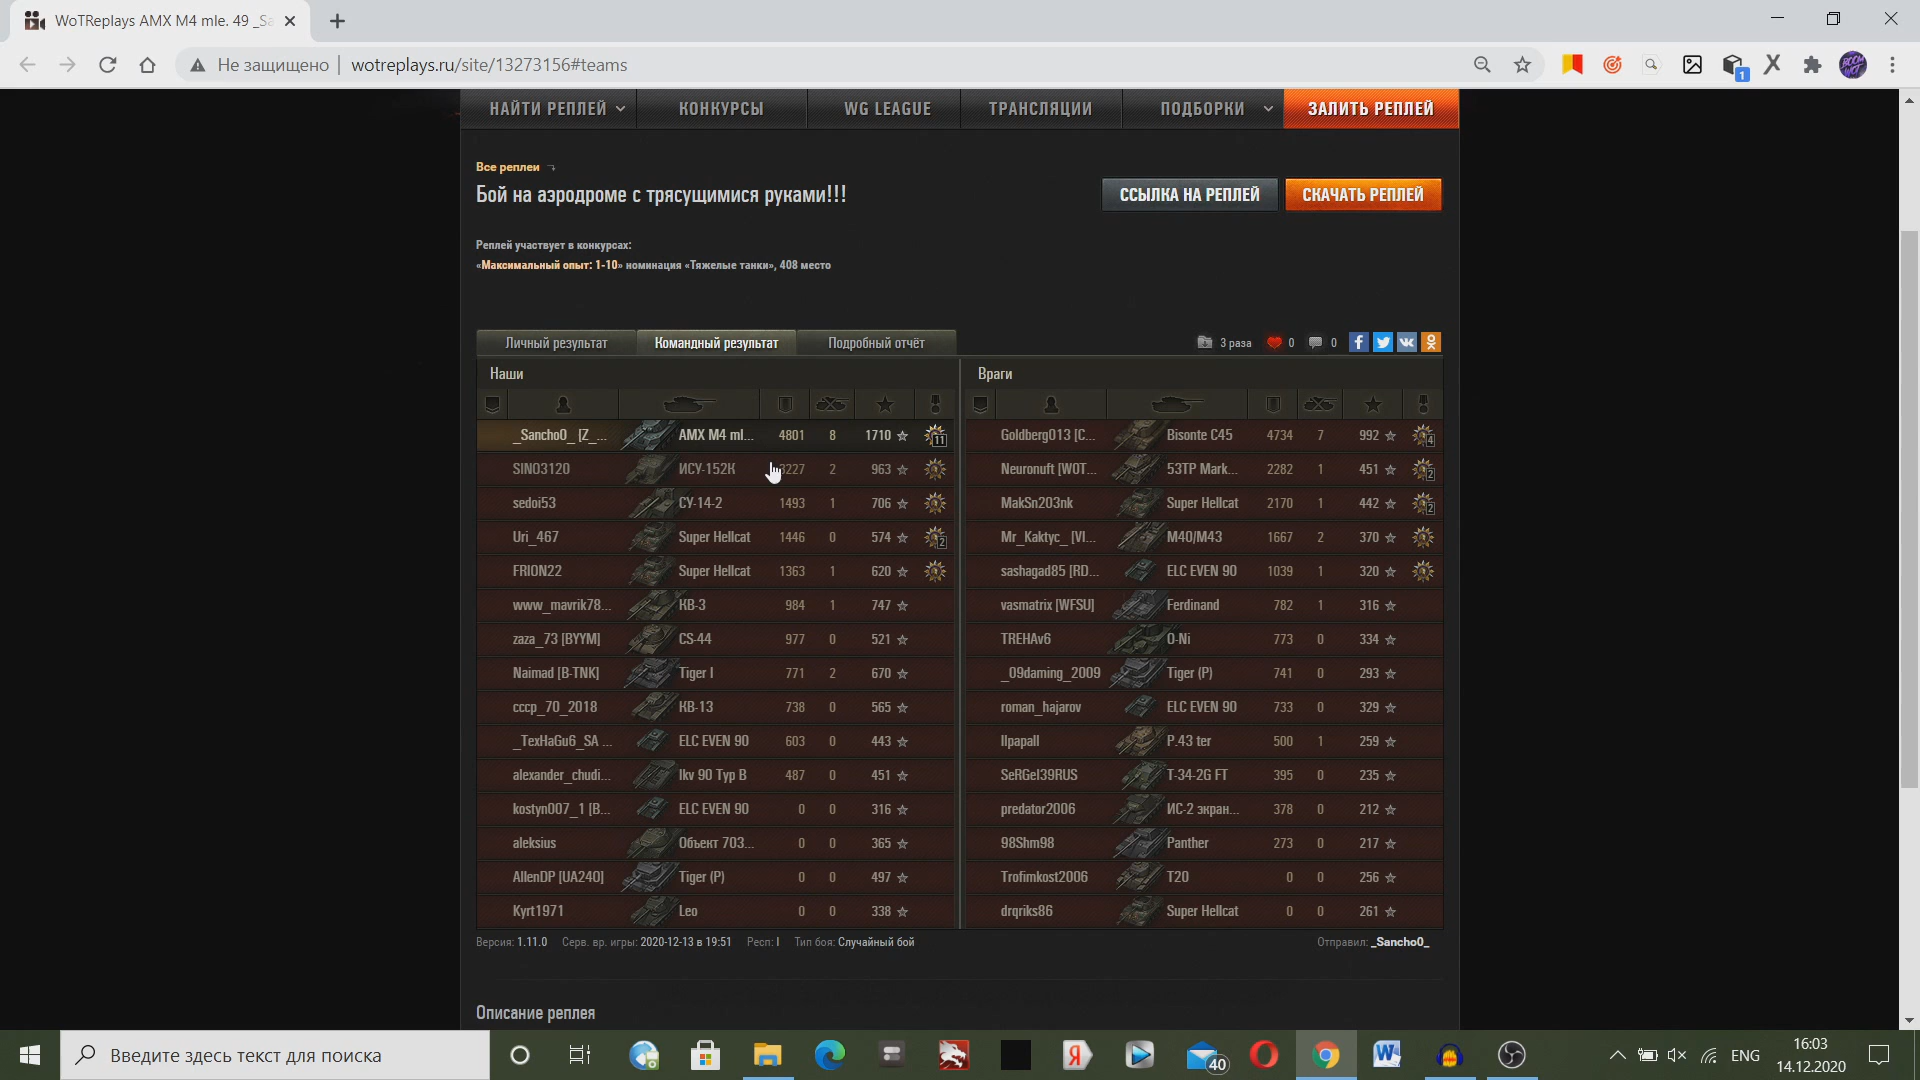 WoTReplays AMX M4 mle. 49 _Sa
Не защищено
wotreplays.ru/site/13273156#teams
1
НАЙТИ РЕПЛЕЙ
КОНКУРСЫ
WG LEAGUE
ТРАНСЛЯЦИИ
ПОДБОРКИ
ЗАЛИТЬ РЕПЛЕЙ
Все реплеи
Бой на аэродроме с трясущимися руками!!!
ССЫЛКА НА РЕПЛЕЙ
СКАЧАТЬ РЕПЛЕЙ
Реплей участвует в конкурсах:
«Максимальный опыт: 1-10» номинация «Тяжелые танки», 408 место
Личный результат
Командный результат
Подробный отчёт
3 раза
0
0
Наши
Враги
_Sancho0_ [Z_... AMX M4 ml... 4801 8 1710 11
Goldberg013 [C... Bisonte C45 4734 7 992 4
SINO3120 ИСУ-152К 3227 2 963
Neuronuft [WOT... 53TP Mark... 2282 1 451 2
sedoi53 СУ-14-2 1493 1 706
MakSn203nk Super Hellcat 2170 1 442 2
Uri_467 Super Hellcat 1446 0 574 2
Mr_Kaktyc_ [VI... M40/M43 1667 2 370
FRION22 Super Hellcat 1363 1 620
sashagad85 [RD... ELC EVEN 90 1039 1 320
www_mavrik78... КВ-3 984 1 747
vasmatrix [WFSU] Ferdinand 782 1 316
zaza_73 [BYYM] CS-44 977 0 521
TREHAv6 O-Ni 773 0 334
Naimad [B-TNK] Tiger I 771 2 670
_09daming_2009 Tiger (P) 741 0 293
cccp_70_2018 КВ-13 738 0 565
roman_hajarov ELC EVEN 90 733 0 329
_TexHaGu6_SA ... ELC EVEN 90 603 0 443
P.43 ter 500 1 259
alexander_chudi... Ikv 90 Typ B 487 0 451
SeRGeI39RUS T-34-2G FT 395 0 235
kostyn007_1 [B... ELC EVEN 90 0 0 316
predator2006 ИС-2 экран... 378 0 212
aleksius Объект 703... 0 0 365
98Shm98 Panther 273 0 217
AllenDP [UA240] Tiger (P) 0 0 497
Trofimkost2006 T20 0 0 256
Kyrt1971 Leo 0 0 338
drqriks86 Super Hellcat 0 0 261
Версия: 1.11.0 Серв. вр. игры: 2020-12-13 в 19:51 Респ: I Тип боя: Случайный бой
Отправил: _Sancho0_
Описание реплея
Введите здесь текст для поиска
40
ENG
16:03
14.12.2020